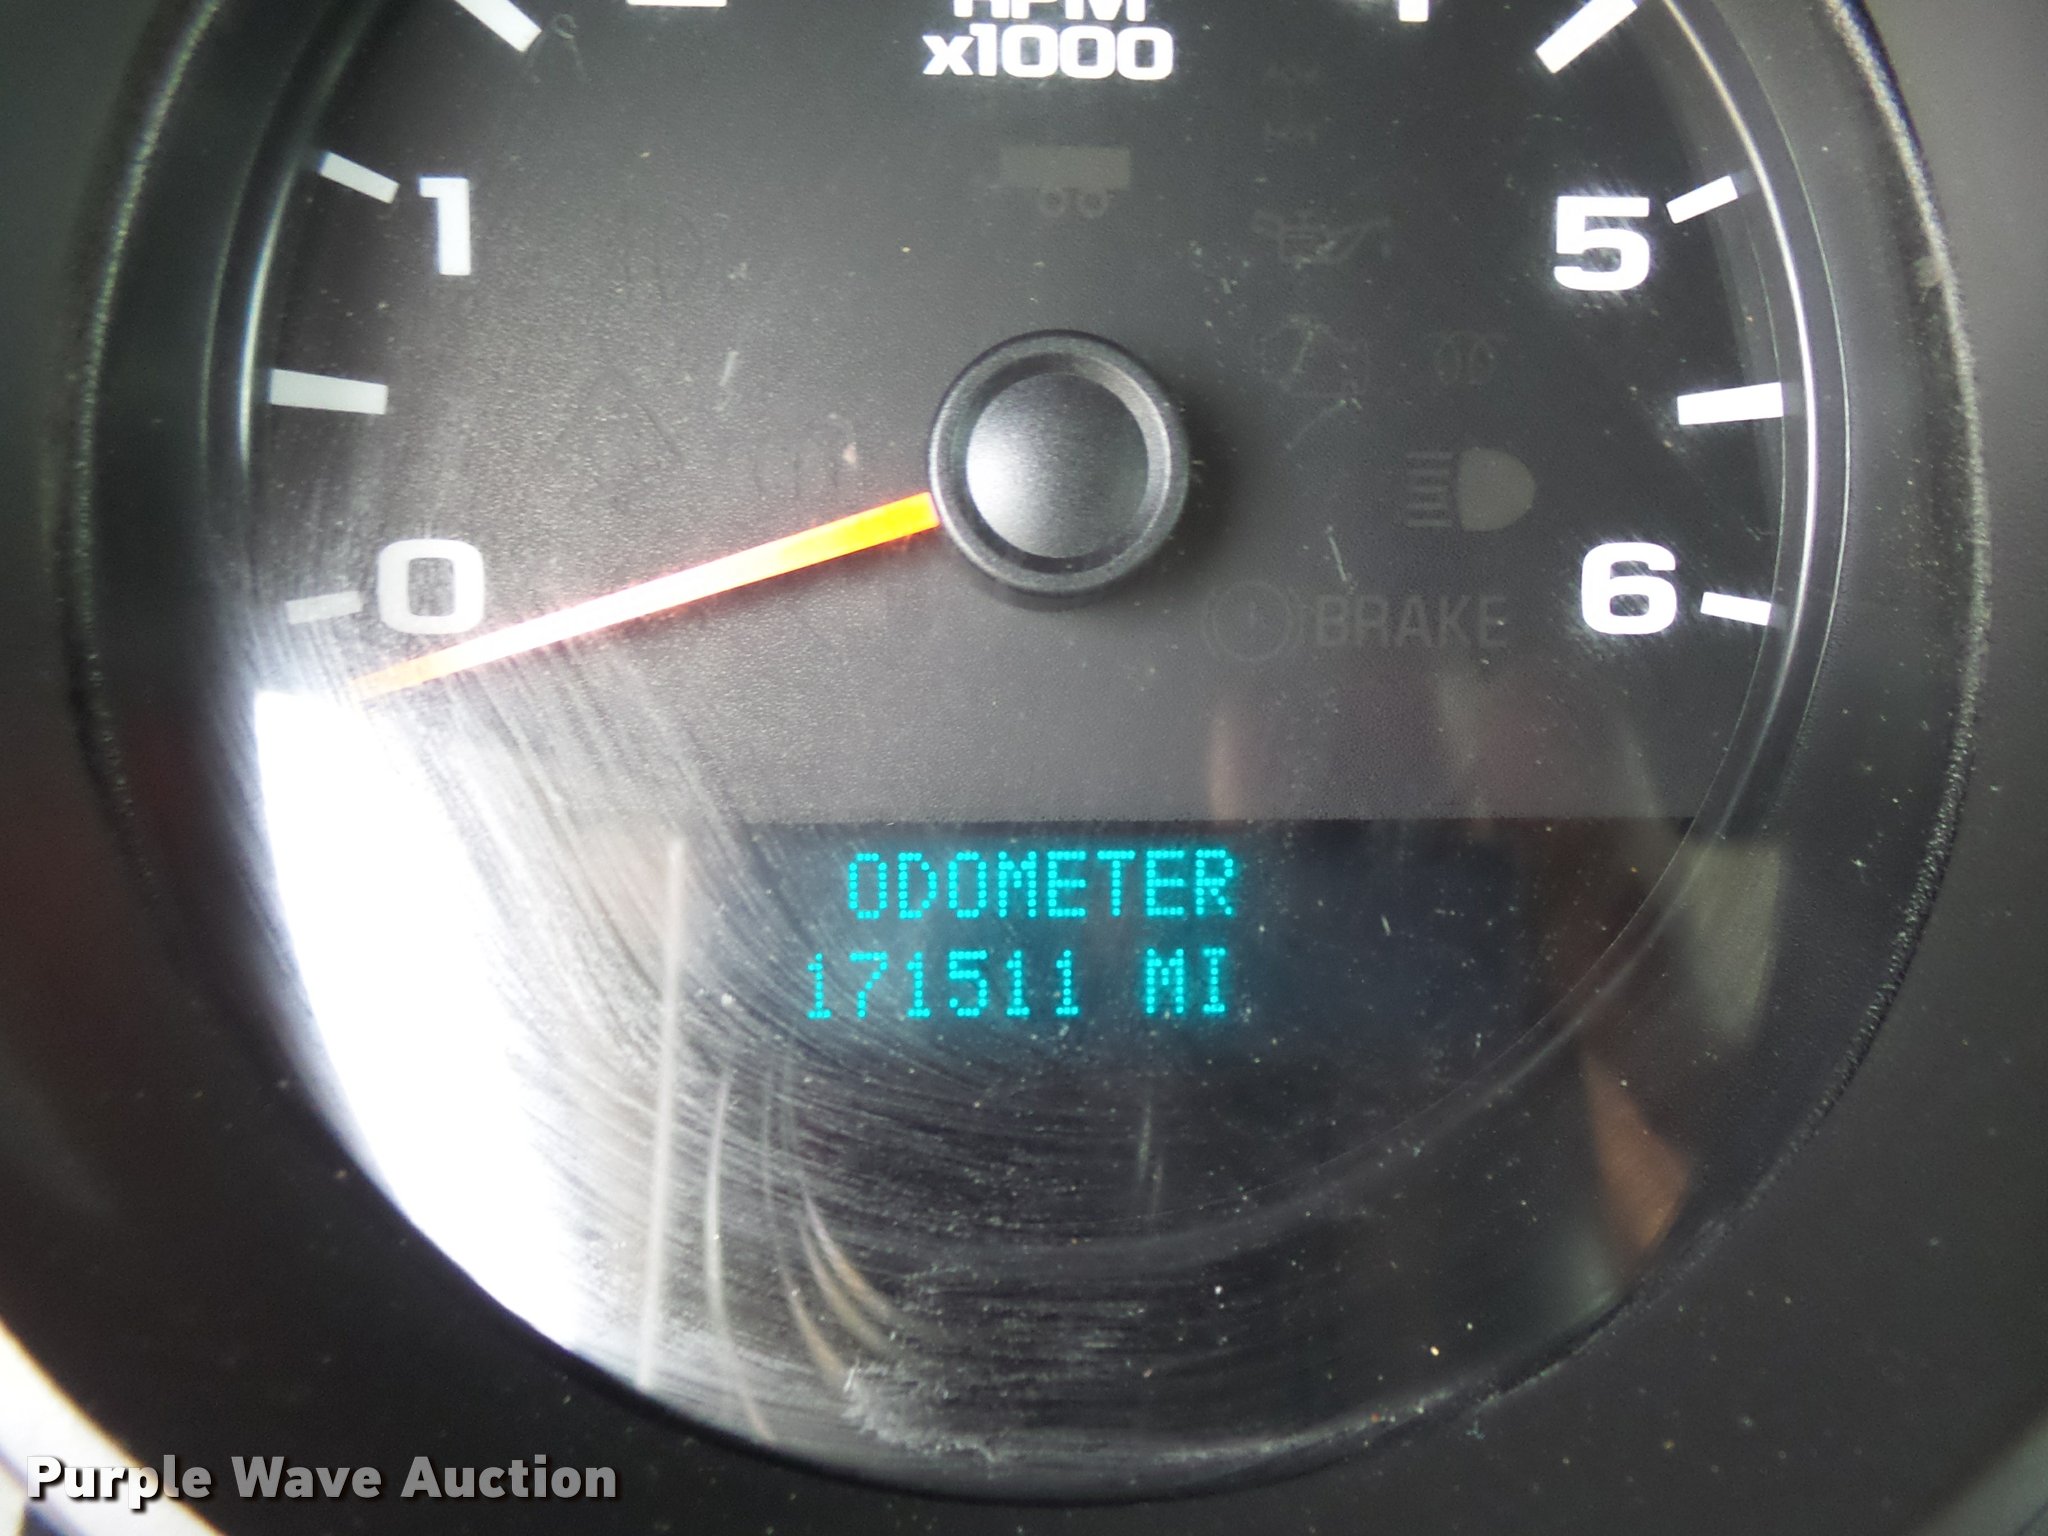 RPM
x1000
1
5
0
6
BRAKE
ODOMETER
171511 MI
Purple Wave Auction